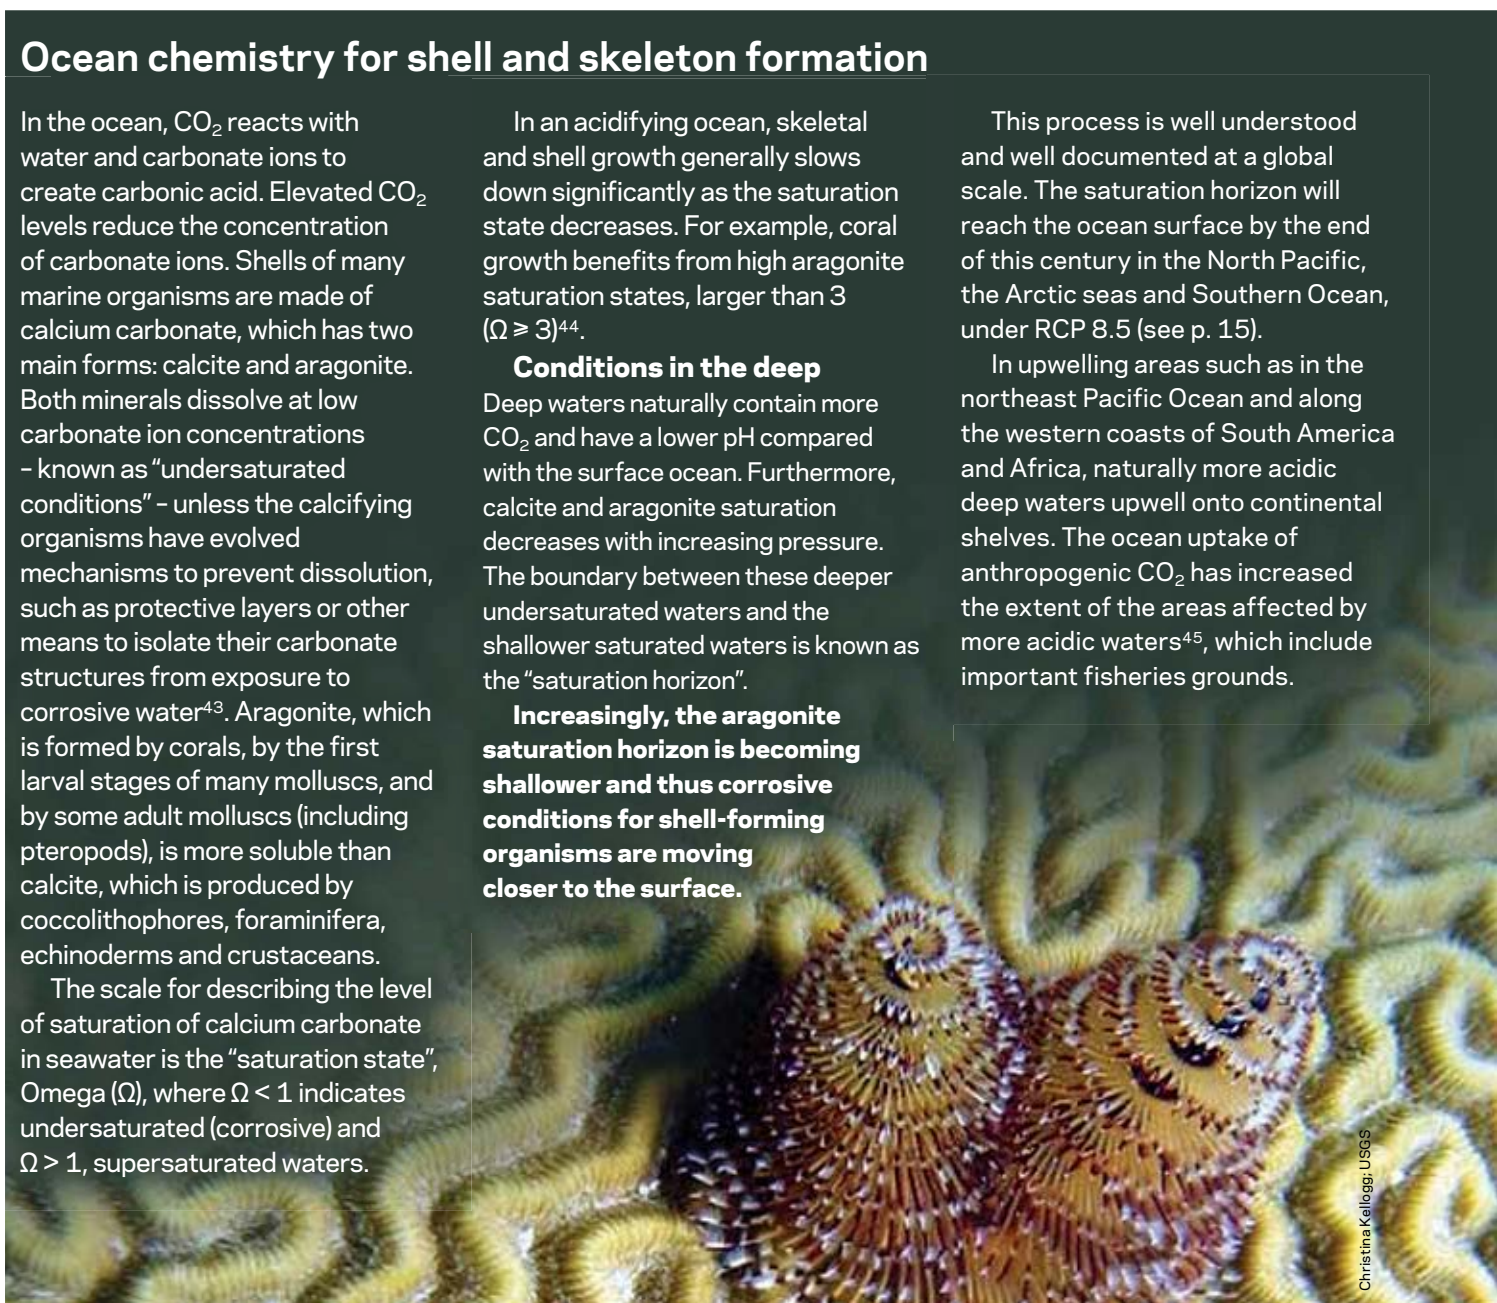 Ocean chemistry for shell and skeleton formation
In the ocean, CO₂ reacts with
water and carbonate ions to
create carbonic acid. Elevated CO₂
levels reduce the concentration
of carbonate ions. Shells of many
marine organisms are made of
calcium carbonate, which has two
main forms: calcite and aragonite.
Both minerals dissolve at low
carbonate ion concentrations
– known as “undersaturated
conditions” – unless the calcifying
organisms have evolved
mechanisms to prevent dissolution,
such as protective layers or other
means to isolate their carbonate
structures from exposure to
corrosive water⁴³. Aragonite, which
is formed by corals, by the first
larval stages of many molluscs, and
by some adult molluscs (including
pteropods), is more soluble than
calcite, which is produced by
coccolithophores, foraminifera,
echinoderms and crustaceans.
The scale for describing the level
of saturation of calcium carbonate
in seawater is the “saturation state”,
Omega (Ω), where Ω < 1 indicates
undersaturated (corrosive) and
Ω > 1, supersaturated waters.
In an acidifying ocean, skeletal
and shell growth generally slows
down significantly as the saturation
state decreases. For example, coral
growth benefits from high aragonite
saturation states, larger than 3
(Ω ⩾ 3)⁴⁴.
Conditions in the deep
Deep waters naturally contain more
CO₂ and have a lower pH compared
with the surface ocean. Furthermore,
calcite and aragonite saturation
decreases with increasing pressure.
The boundary between these deeper
undersaturated waters and the
shallower saturated waters is known as
the “saturation horizon”.
Increasingly, the aragonite
saturation horizon is becoming
shallower and thus corrosive
conditions for shell-forming
organisms are moving
closer to the surface.
This process is well understood
and well documented at a global
scale. The saturation horizon will
reach the ocean surface by the end
of this century in the North Pacific,
the Arctic seas and Southern Ocean,
under RCP 8.5 (see p. 15).
In upwelling areas such as in the
northeast Pacific Ocean and along
the western coasts of South America
and Africa, naturally more acidic
deep waters upwell onto continental
shelves. The ocean uptake of
anthropogenic CO₂ has increased
the extent of the areas affected by
more acidic waters⁴⁵, which include
important fisheries grounds.
Christina Kellogg; USGS